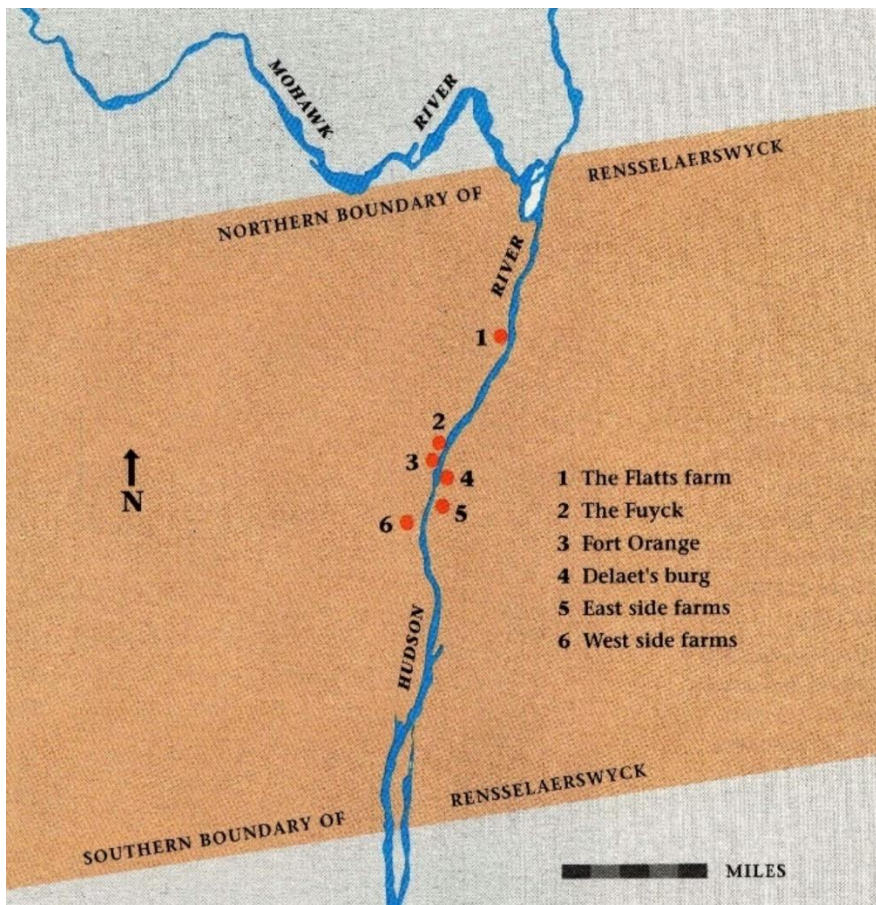 MOHAWK
RIVER
NORTHERN BOUNDARY OF
RENSSELAERSWYCK
RIVER
1
2
3
4
5
6
N
1 The Flatts farm
2 The Fuyck
3 Fort Orange
4 Delaet's burg
5 East side farms
6 West side farms
HUDSON
SOUTHERN BOUNDARY OF
RENSSELAERSWYCK
MILES